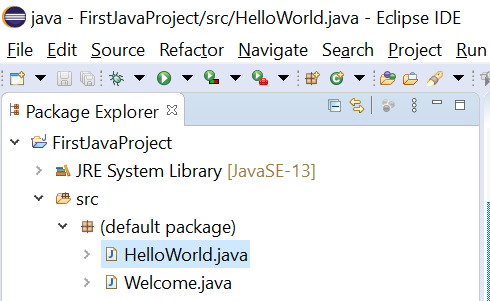 java - FirstJavaProject/src/HelloWorld.java - Eclipse IDE
File Edit Source Refactor Navigate Search Project Run
Package Explorer
FirstJavaProject
JRE System Library [JavaSE-13]
src
(default package)
HelloWorld.java
Welcome.java